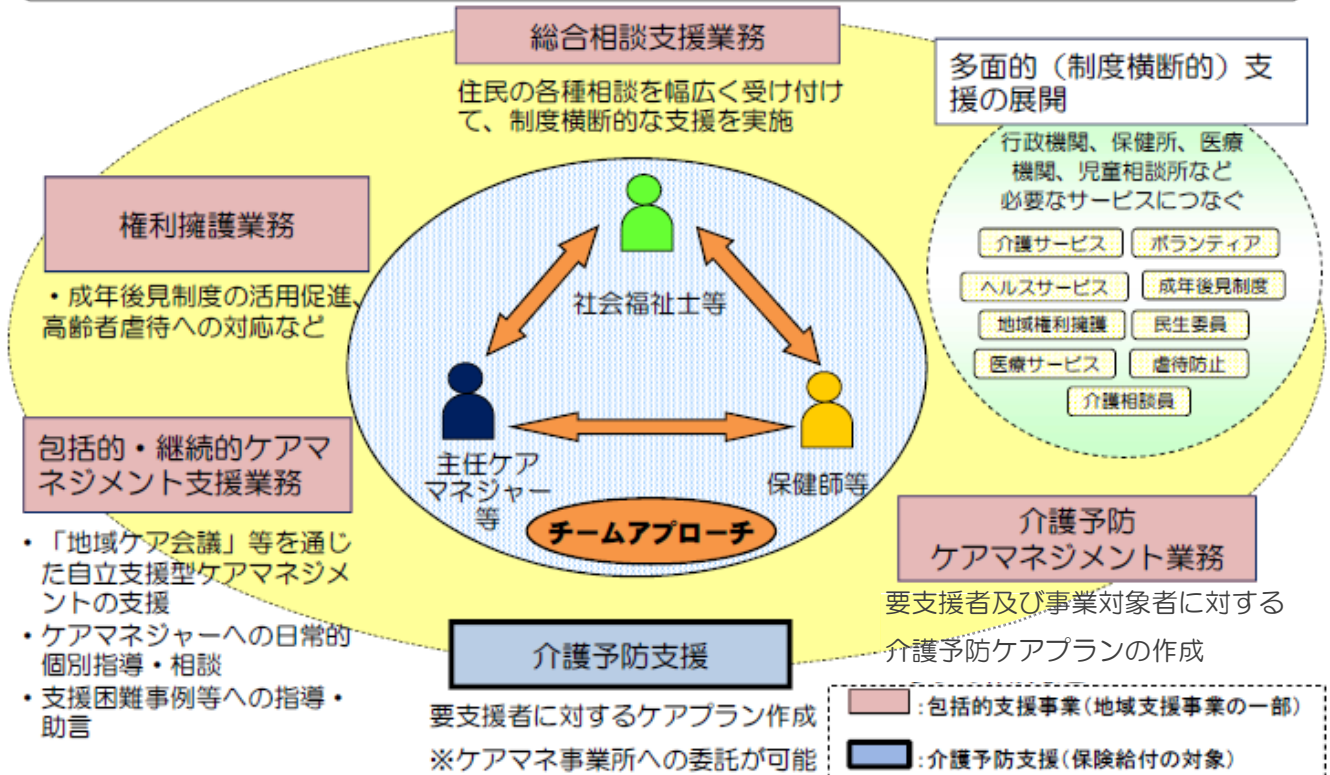 総合相談支援業務
住民の各種相談を幅広く受け付け
て、制度横断的な支援を実施
多面的（制度横断的）支
援の展開
行政機関、保健所、医療
機関、児童相談所など
必要なサービスにつなぐ
介護サービス
ボランティア
ヘルスサービス
成年後見制度
地域権利擁護
民生委員
医療サービス
虐待防止
介護相談員
権利擁護業務
・成年後見制度の活用促進、
高齢者虐待への対応など
社会福祉士等
主任ケア
マネジャー
等
保健師等
チームアプローチ
包括的・継続的ケアマ
ネジメント支援業務
・「地域ケア会議」等を通じ
た自立支援型ケアマネジメ
ントの支援
・ケアマネジャーへの日常的
個別指導・相談
・支援困難事例等への指導・
助言
介護予防
ケアマネジメント業務
要支援者及び事業対象者に対する
介護予防ケアプランの作成
介護予防支援
要支援者に対するケアプラン作成
※ケアマネ事業所への委託が可能
:包括的支援事業(地域支援事業の一部)
:介護予防支援(保険給付の対象)